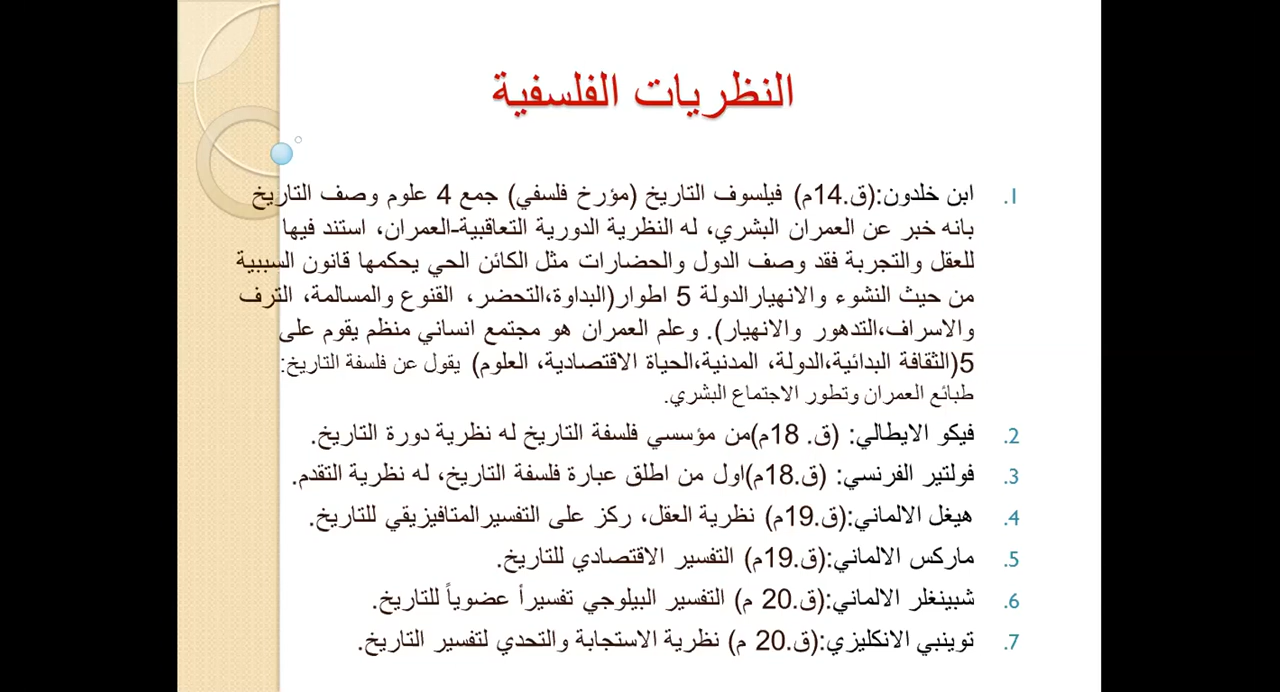 النظريات الفلسفية
1. ابن خلدون:(ق.14م) فيلسوف التاريخ (مؤرخ فلسفي) جمع 4 علوم وصف التاريخ
بانه خبر عن العمران البشري، له النظرية الدورية التعاقبية-العمران، استند فيها
للعقل والتجربة فقد وصف الدول والحضارات مثل الكائن الحي يحكمها قانون السببية
من حيث النشوء والانهيارالدولة 5 اطوار(البداوة،التحضر، القنوع والمسالمة، الترف
والاسراف،التدهور والانهيار). وعلم العمران هو مجتمع انساني منظم يقوم على
5(الثقافة البدائية،الدولة، المدنية،الحياة الاقتصادية، العلوم) يقول عن فلسفة التاريخ:
طبائع العمران وتطور الاجتماع البشري.
2. فيكو الايطالي: (ق. 18م)من مؤسسي فلسفة التاريخ له نظرية دورة التاريخ.
3. فولتير الفرنسي: (ق.18م)اول من اطلق عبارة فلسفة التاريخ، له نظرية التقدم.
4. هيغل الالماني:(ق.19م) نظرية العقل، ركز على التفسيرالمتافيزيقي للتاريخ.
5. ماركس الالماني:(ق.19م) التفسير الاقتصادي للتاريخ.
6. شبينغلر الالماني:(ق.20 م) التفسير البيلوجي تفسيرأ عضوياً للتاريخ.
7. توينبي الانكليزي:(ق.20 م) نظرية الاستجابة والتحدي لتفسير التاريخ.